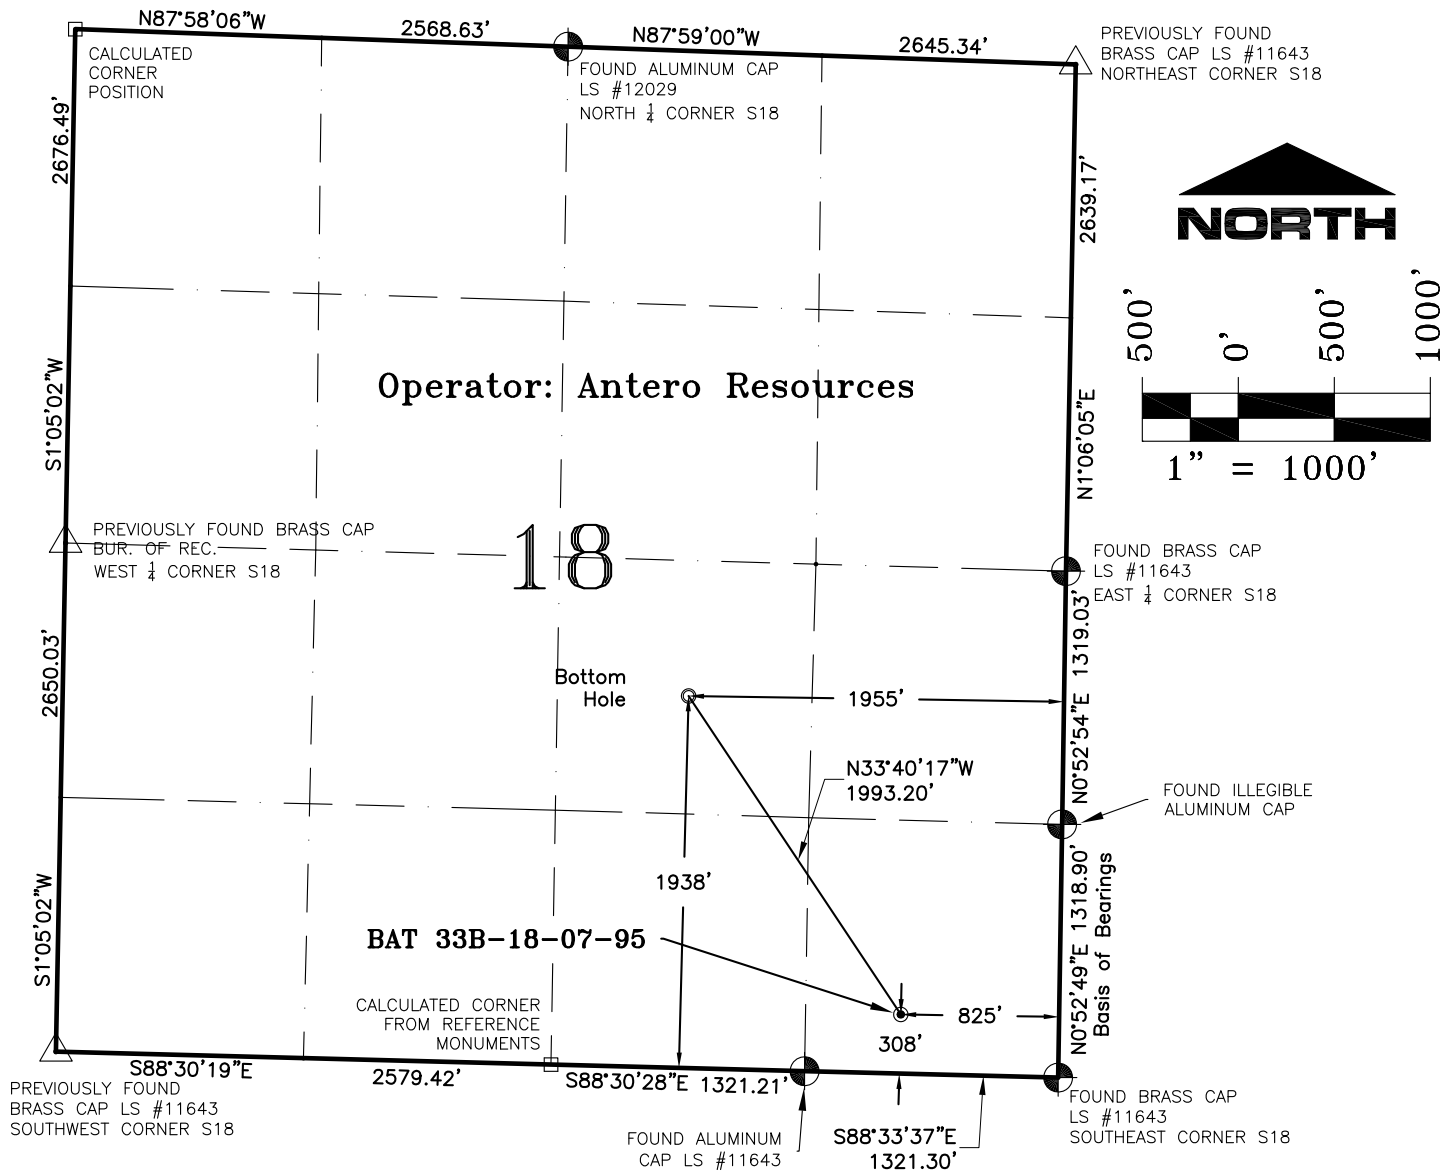 N87°58'06"W
2568.63'
N87°59'00"W
2645.34'
PREVIOUSLY FOUND
BRASS CAP LS #11643
NORTHEAST CORNER S18
CALCULATED
CORNER
POSITION
FOUND ALUMINUM CAP
LS #12029
NORTH 1/4 CORNER S18
2676.49'
2639.17'
NORTH
500'
0'
500'
1000'
1" = 1000'
Operator: Antero Resources
S1°05'02"W
N1°06'05"E
18
PREVIOUSLY FOUND BRASS CAP
BUR. OF REC.
WEST 1/4 CORNER S18
FOUND BRASS CAP
LS #11643
EAST 1/4 CORNER S18
2650.03'
N0°52'54"E 1319.03'
Bottom
Hole
1955'
N33°40'17"W
1993.20'
FOUND ILLEGIBLE
ALUMINUM CAP
1938'
S1°05'02"W
BAT 33B-18-07-95
N0°52'49"E 1318.90'
Basis of Bearings
825'
308'
CALCULATED CORNER
FROM REFERENCE
MONUMENTS
S88°30'19"E
2579.42'
S88°30'28"E 1321.21'
PREVIOUSLY FOUND
BRASS CAP LS #11643
SOUTHWEST CORNER S18
FOUND ALUMINUM
CAP LS #11643
S88°33'37"E
1321.30'
FOUND BRASS CAP
LS #11643
SOUTHEAST CORNER S18